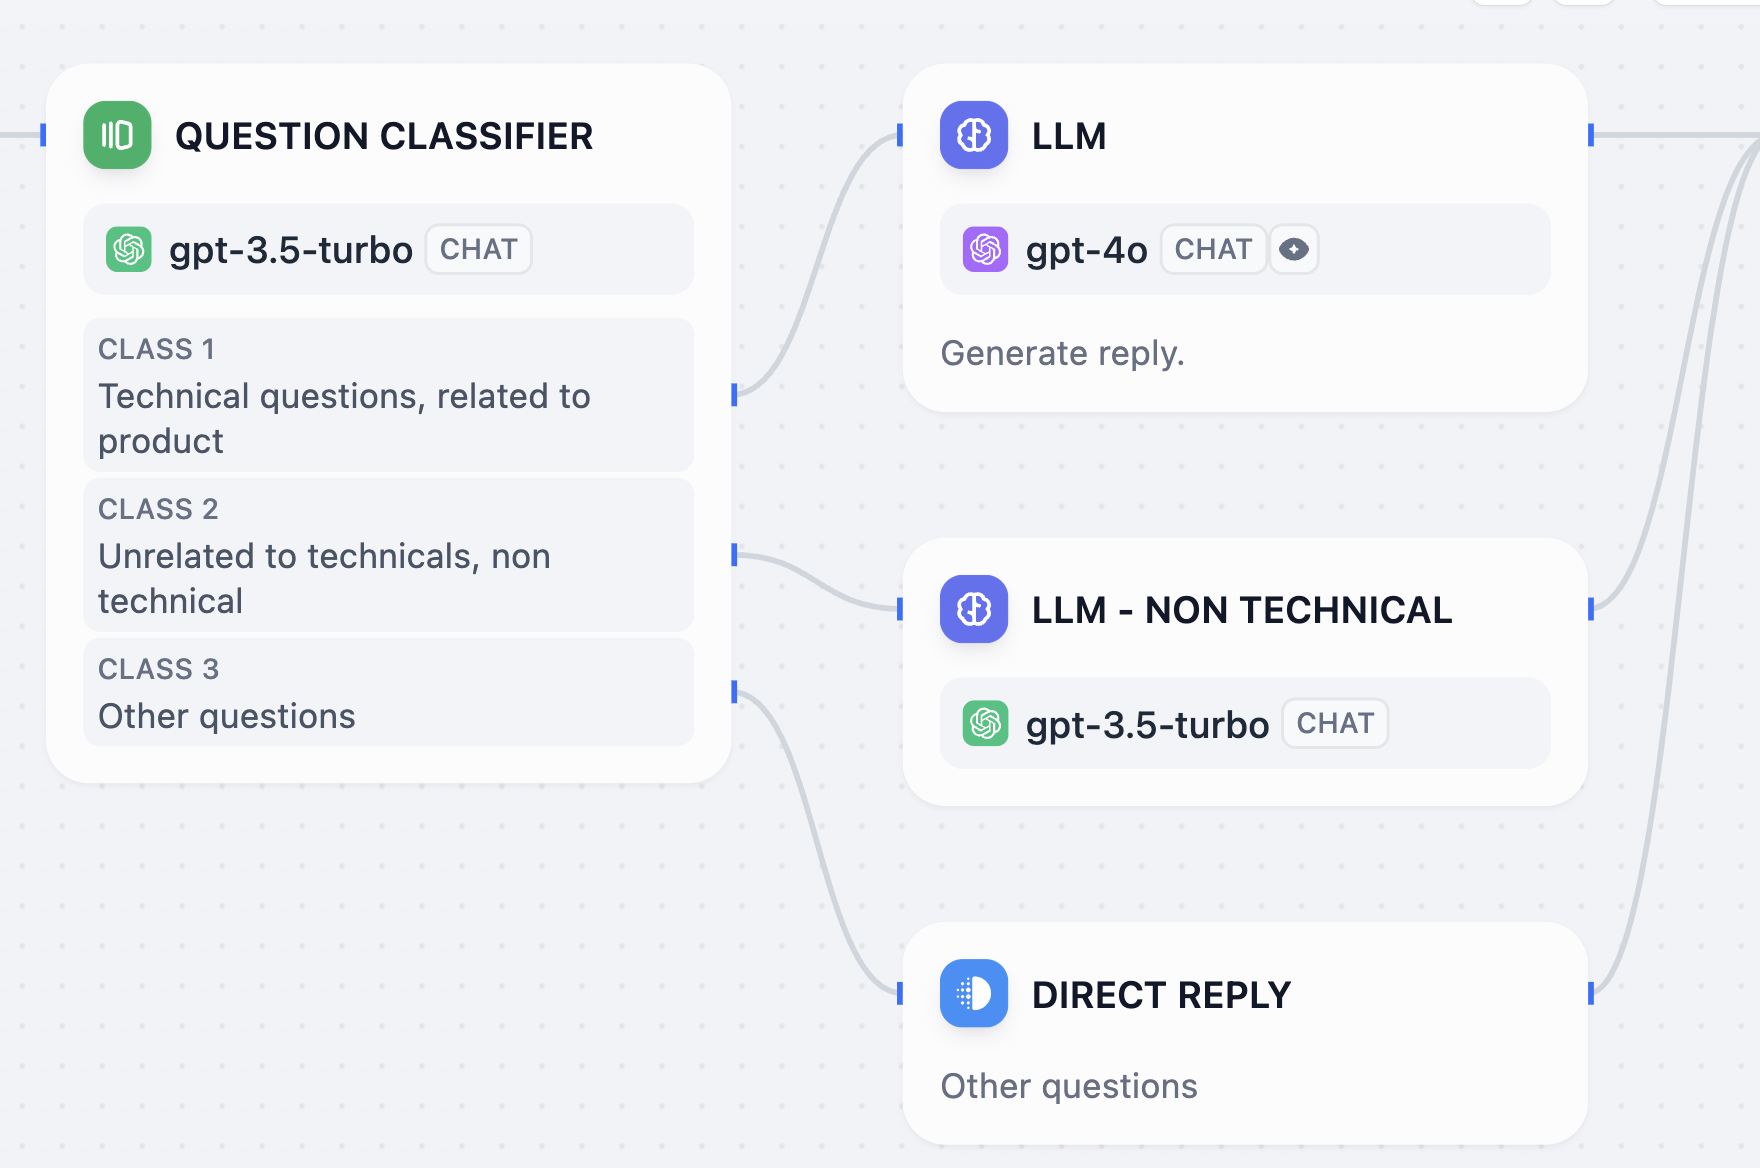 QUESTION CLASSIFIER
gpt-3.5-turbo CHAT
CLASS 1
Technical questions, related to
product
CLASS 2
Unrelated to technicals, non
technical
CLASS 3
Other questions
LLM
gpt-4o CHAT
Generate reply.
LLM - NON TECHNICAL
gpt-3.5-turbo CHAT
DIRECT REPLY
Other questions